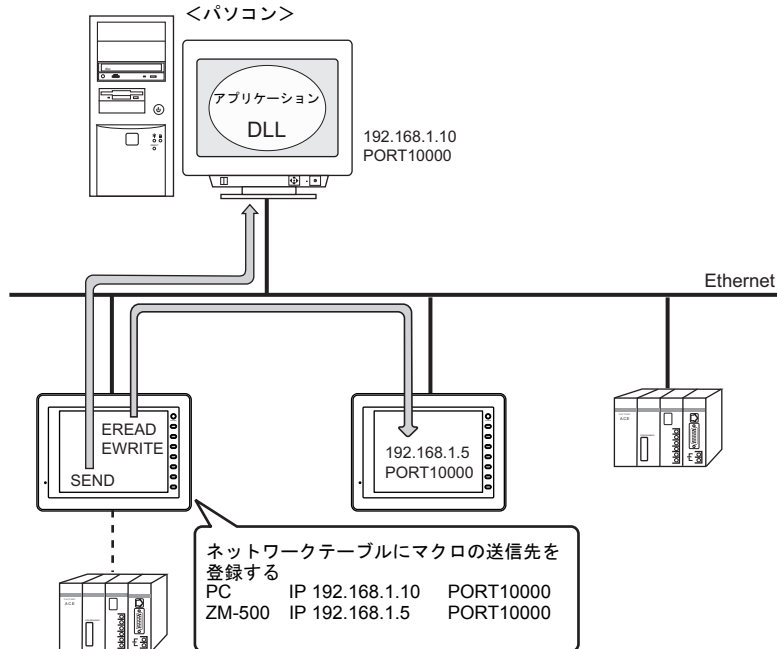 ＜パソコン＞
アプリケーション
DLL
192.168.1.10
PORT10000
Ethernet
EREAD
EWRITE
SEND
192.168.1.5
PORT10000
ネットワークテーブルにマクロの送信先を
登録する
PC IP 192.168.1.10 PORT10000
ZM-500 IP 192.168.1.5 PORT10000